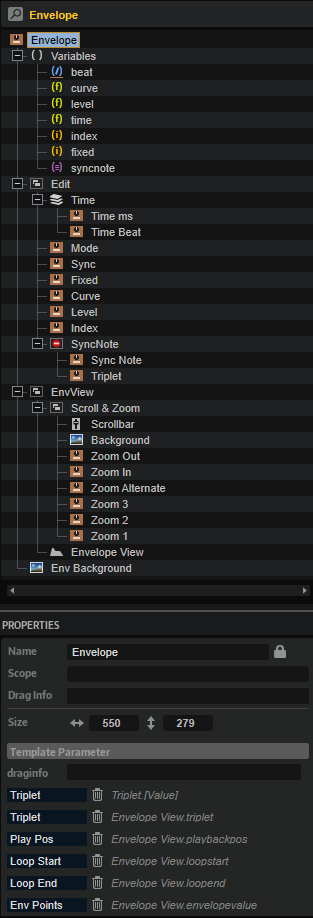 Envelope
Envelope
Variables
beat
curve
level
time
index
fixed
syncnote
Edit
Time
Time ms
Time Beat
Mode
Sync
Fixed
Curve
Level
Index
SyncNote
Sync Note
Triplet
EnvView
Scroll & Zoom
Scrollbar
Background
Zoom Out
Zoom In
Zoom Alternate
Zoom 3
Zoom 2
Zoom 1
Envelope View
Env Background
PROPERTIES
Name Envelope
Scope
Drag Info
Size 550 279
Template Parameter
draginfo
Triplet Triplet.[Value]
Triplet Envelope View.triplet
Play Pos Envelope View.playbackpos
Loop Start Envelope View.loopstart
Loop End Envelope View.loopend
Env Points Envelope View.envelopevalue